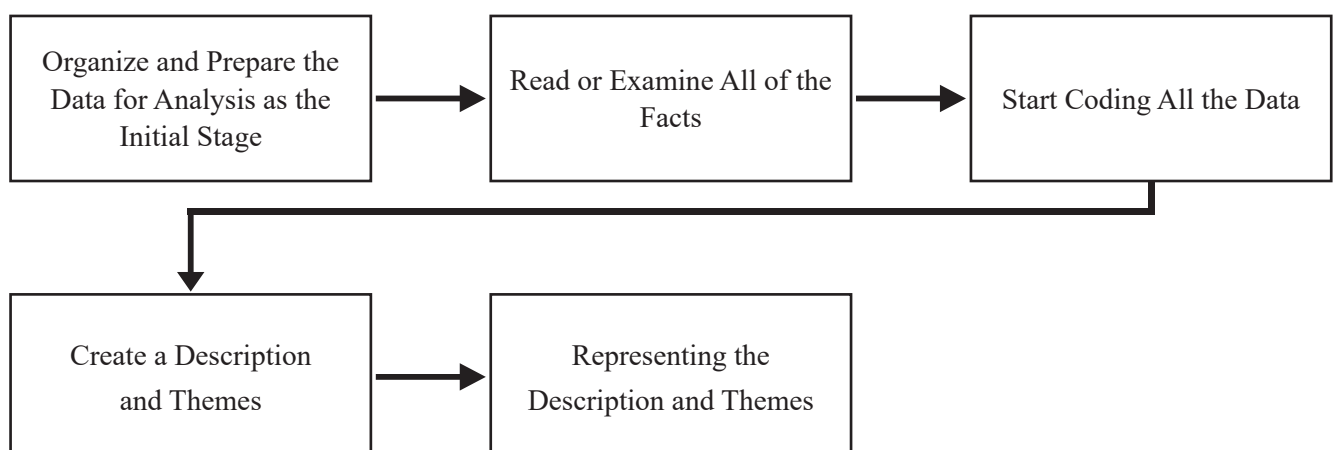 Organize and Prepare the
Data for Analysis as the
Initial Stage
Read or Examine All of the
Facts
Start Coding All the Data
Create a Description
and Themes
Representing the
Description and Themes